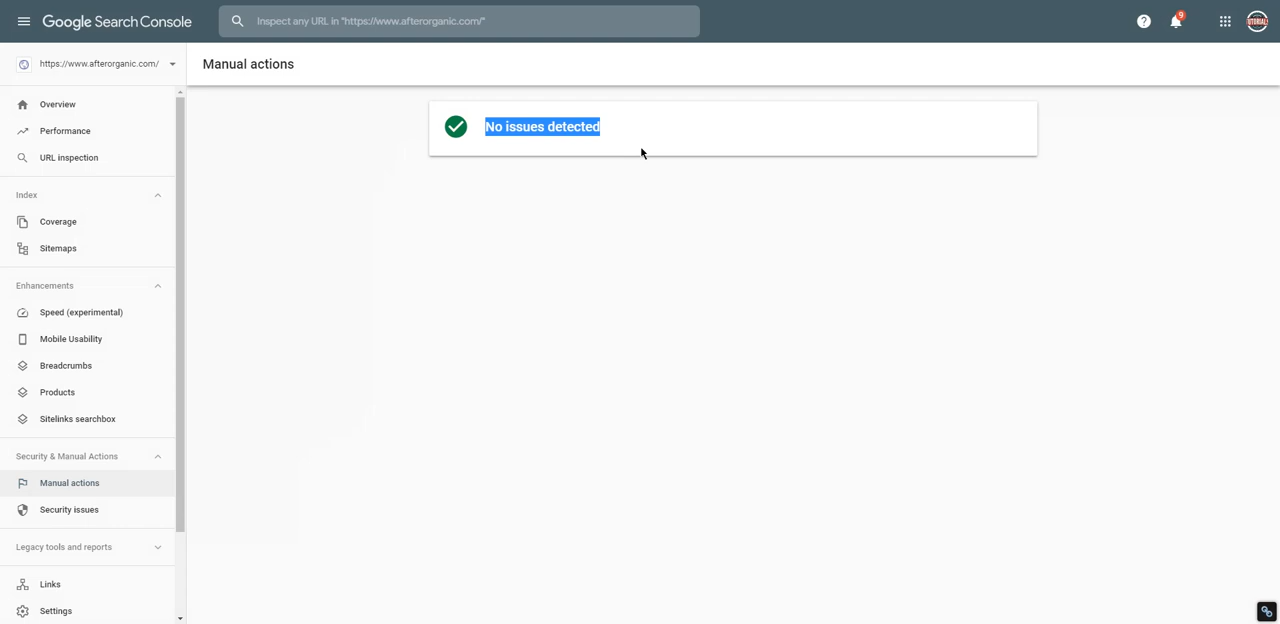 Google Search Console
Inspect any URL in "https://www.afterorganic.com/"
9
https://www.afterorganic.com/
Manual actions
Overview
Performance
URL inspection
Index
Coverage
Sitemaps
Enhancements
Speed (experimental)
Mobile Usability
Breadcrumbs
Products
Sitelinks searchbox
Security & Manual Actions
Manual actions
Security issues
Legacy tools and reports
Links
Settings
No issues detected